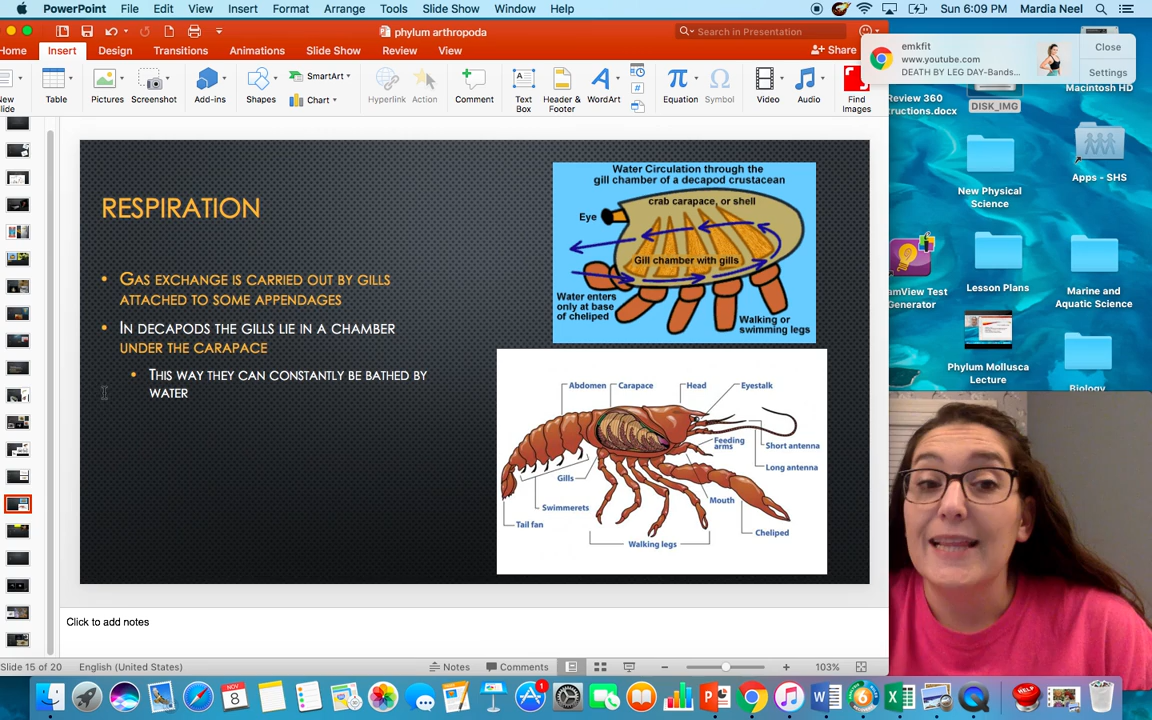 PowerPoint File Edit View Insert Format Arrange Tools Slide Show Window Help
Sun 6:09 PM Mardia Neel
phylum arthropoda
Search in Presentation
Home Insert Design Transitions Animations Slide Show Review View
Share
Table Pictures Screenshot Add-ins Shapes SmartArt Chart Hyperlink Action Comment Text Box Header & Footer WordArt Equation Symbol Video Audio Find Images
emkfit
www.youtube.com
DEATH BY LEG DAY-Bands...
Close
Settings
Review 360
DISK_IMG
Macintosh HD
New Physical
Science
Apps - SHS
Lesson Plans
Marine and
Aquatic Science
Generator
Phylum Mollusca
Lecture
Biology
RESPIRATION
• GAS EXCHANGE IS CARRIED OUT BY GILLS
ATTACHED TO SOME APPENDAGES
• IN DECAPODS THE GILLS LIE IN A CHAMBER
UNDER THE CARAPACE
• THIS WAY THEY CAN CONSTANTLY BE BATHED BY
WATER
Water Circulation through the
gill chamber of a decapod crustacean
crab carapace, or shell
Eye
Gill chamber with gills
Water enters
only at base
of cheliped
Walking or
swimming legs
Abdomen Carapace Head Eyestalk
Feeding
arms
Short antenna
Long antenna
Gills
Mouth
Swimmerets
Tail fan
Cheliped
Walking legs
Click to add notes
Slide 15 of 20 English (United States) Notes Comments 103%
NOV
8
1
6
HELP